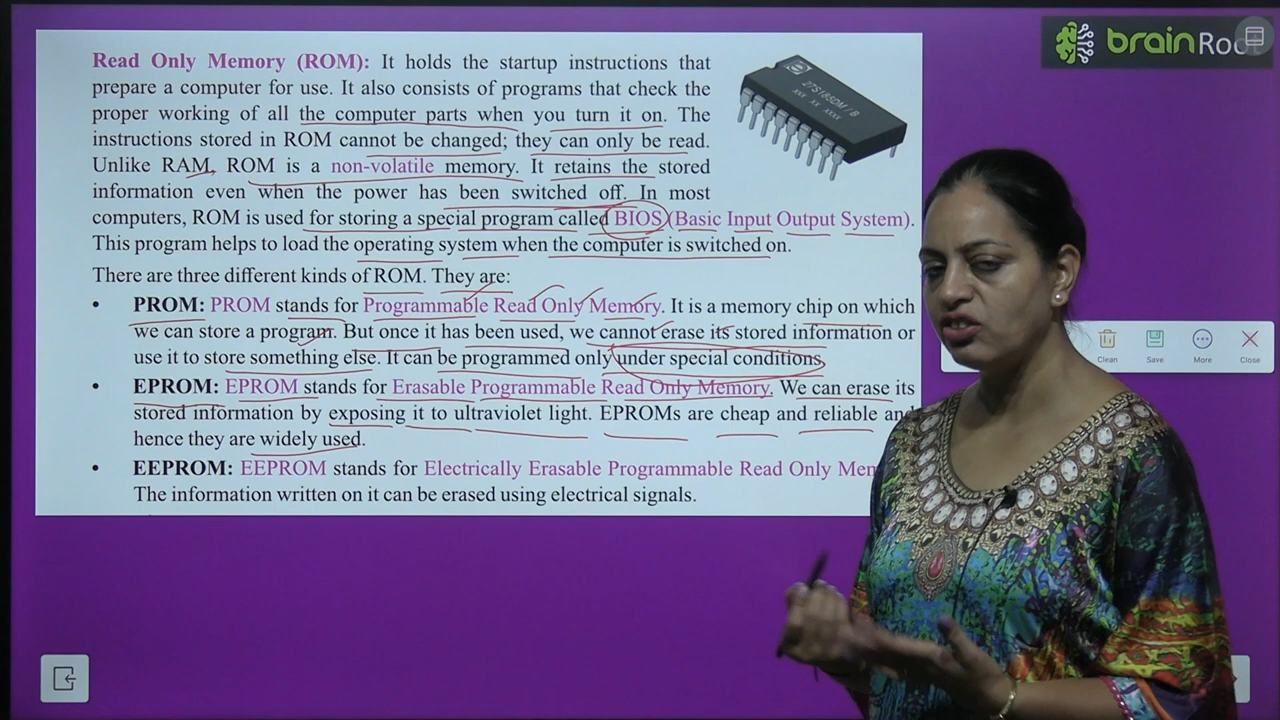 brainRoot
Read Only Memory (ROM): It holds the startup instructions that
prepare a computer for use. It also consists of programs that check the
proper working of all the computer parts when you turn it on. The
instructions stored in ROM cannot be changed; they can only be read.
Unlike RAM, ROM is a non-volatile memory. It retains the stored
information even when the power has been switched off. In most
computers, ROM is used for storing a special program called BIOS (Basic Input Output System).
This program helps to load the operating system when the computer is switched on.
There are three different kinds of ROM. They are:
• PROM: PROM stands for Programmable Read Only Memory. It is a memory chip on which
we can store a program. But once it has been used, we cannot erase its stored information or
use it to store something else. It can be programmed only under special conditions.
• EPROM: EPROM stands for Erasable Programmable Read Only Memory. We can erase its
stored information by exposing it to ultraviolet light. EPROMs are cheap and reliable and
hence they are widely used.
• EEPROM: EEPROM stands for Electrically Erasable Programmable Read Only
The information written on it can be erased using electrical signals.
27S185DM / B
XXX XX XXXX
Clean Save More Close